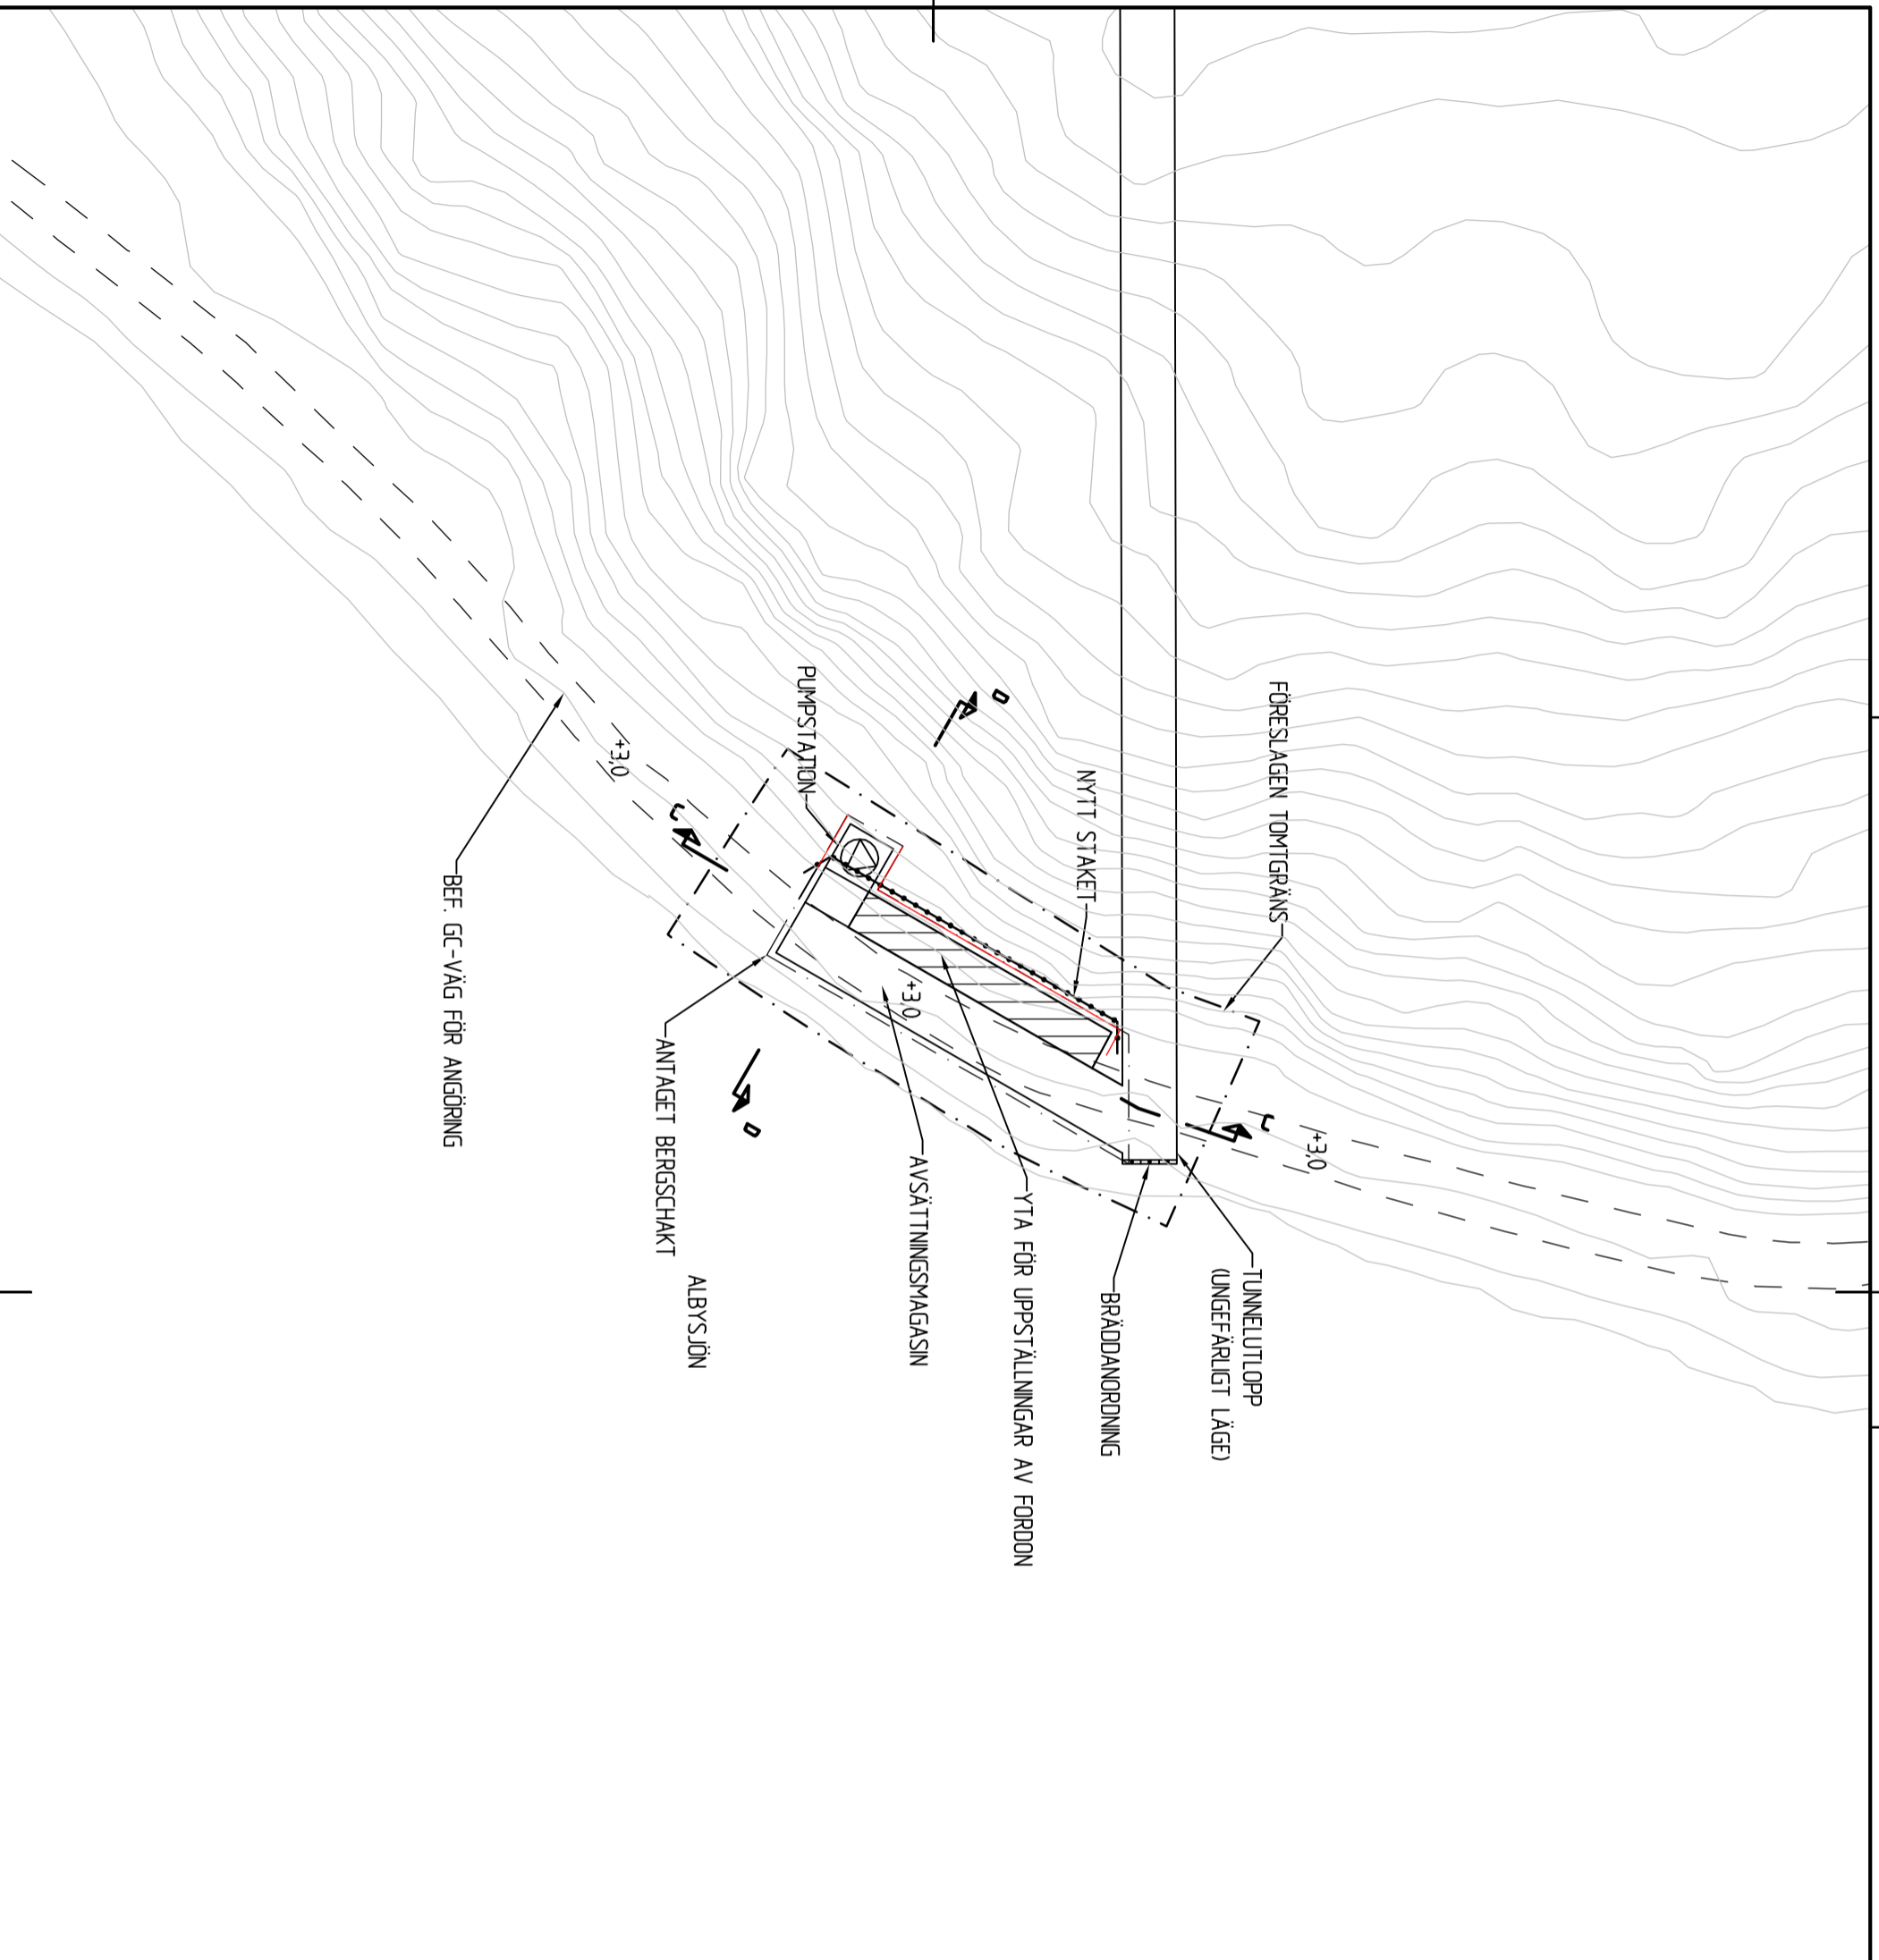 +3,0
FÖRESLAGEN TOMTGRÄNS
C
TUNNELUTLOPP
(UNGEFÄRLIGT LÄGE)
BRÄDDANORDNING
NYTT STAKET
YTA FÖR UPPSTÄLLNINGAR AV FORDON
D
AVSÄTTNINGSMAGASIN
+3,0
PUMPSTATION
D
ALBYSJÖN
C
ANTAGET BERGSCHAKT
+3,0
BEF. GC-VÄG FÖR ANGÖRING